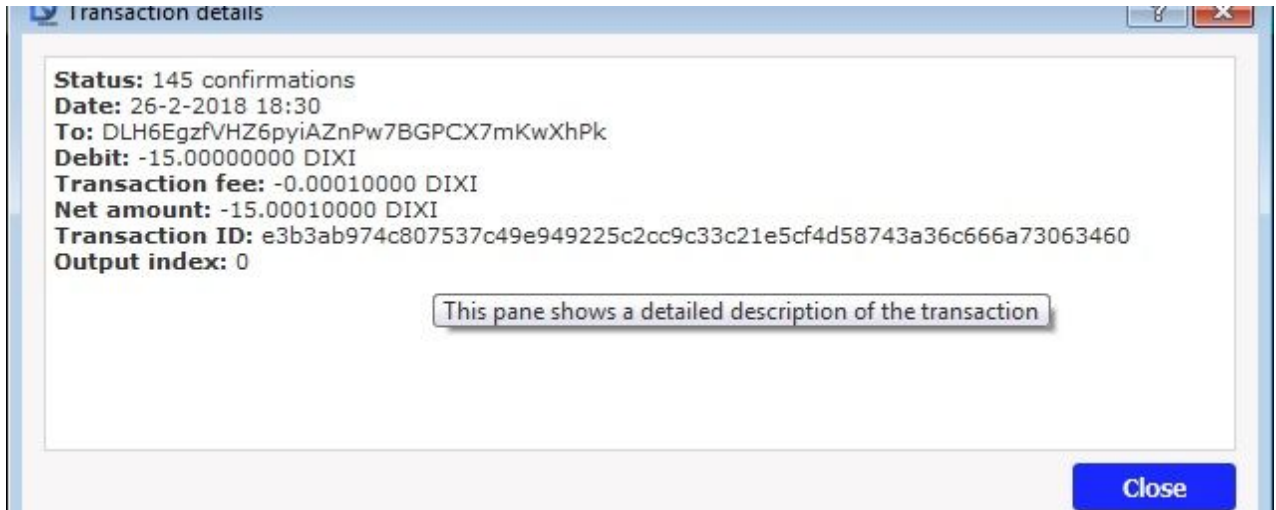 Transaction details
Status: 145 confirmations
Date: 26-2-2018 18:30
To: DLH6EgzfVHZ6pyiAZnPw7BGPCX7mKwXhPk
Debit: -15.00000000 DIXI
Transaction fee: -0.00010000 DIXI
Net amount: -15.00010000 DIXI
Transaction ID: e3b3ab974c807537c49e949225c2cc9c33c21e5cf4d58743a36c666a73063460
Output index: 0
This pane shows a detailed description of the transaction
Close